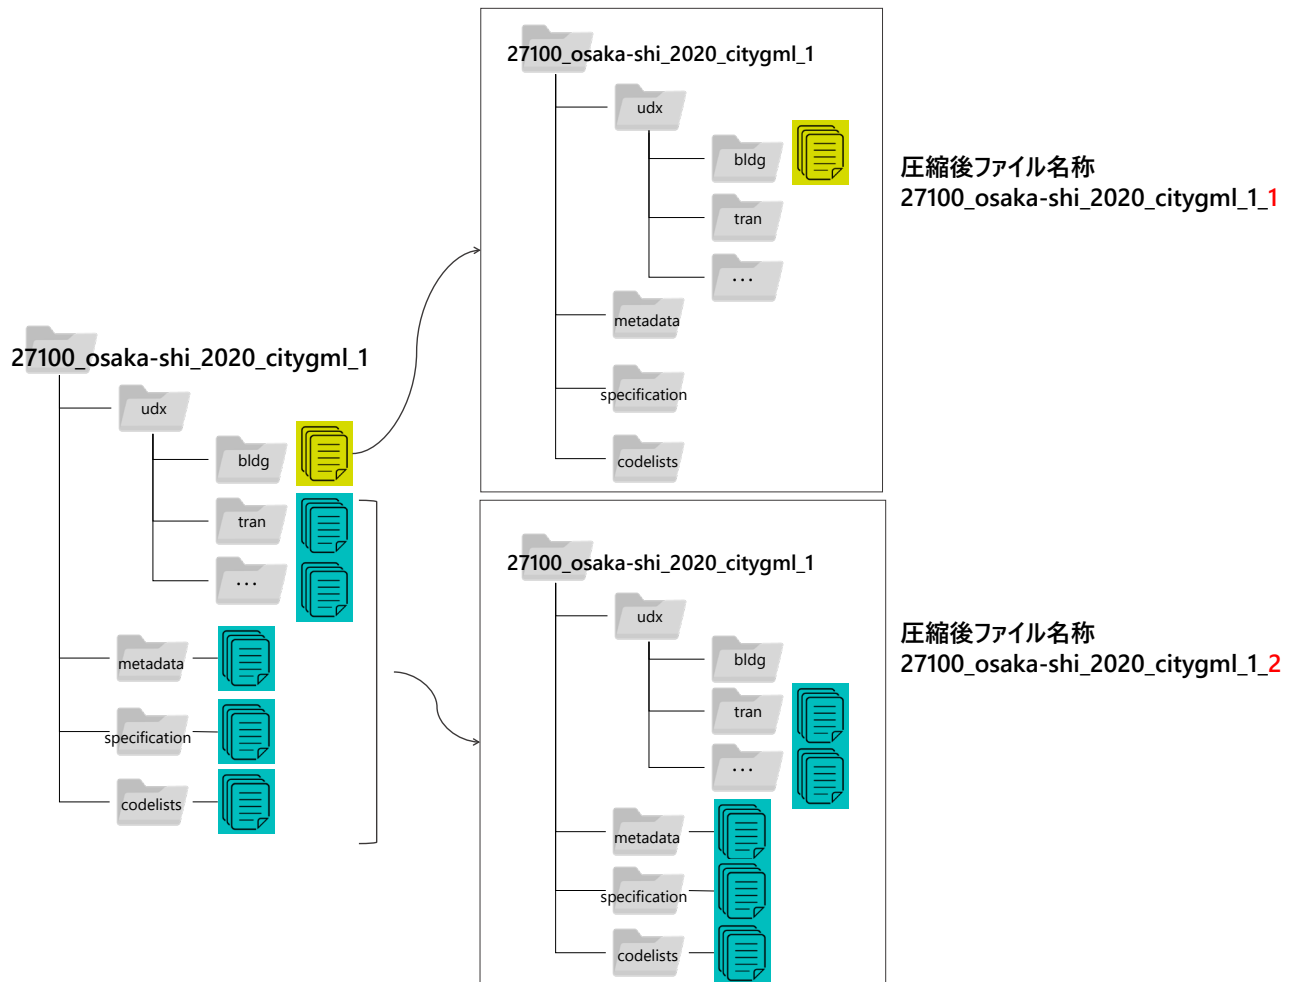 27100_osaka-shi_2020_citygml_1
udx
bldg
tran
...
metadata
specification
codelists
27100_osaka-shi_2020_citygml_1
udx
bldg
tran
...
metadata
specification
codelists
圧縮後ファイル名称
27100_osaka-shi_2020_citygml_1_1
27100_osaka-shi_2020_citygml_1
udx
bldg
tran
...
metadata
specification
codelists
圧縮後ファイル名称
27100_osaka-shi_2020_citygml_1_2